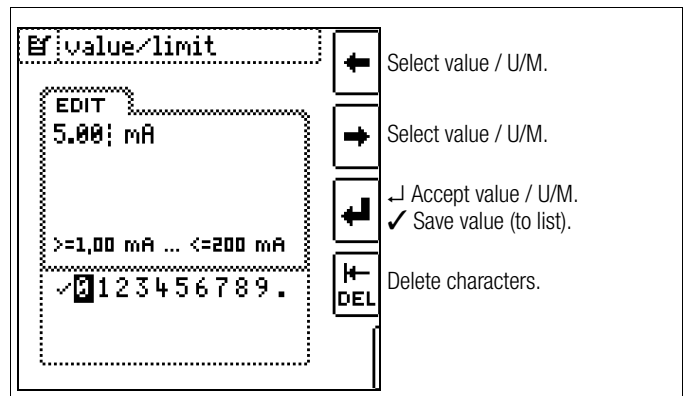 value/limit
EDIT
5.00¦ mA
>=1,00 mA ... <=200 mA
✓0123456789.
DEL
Select value / U/M.
Select value / U/M.
↵ Accept value / U/M.
✓ Save value (to list).
Delete characters.